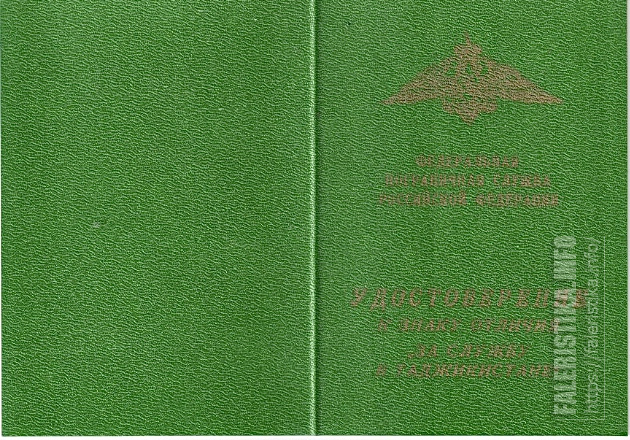 ФЕДЕРАЛЬНАЯ
ПОГРАНИЧНАЯ СЛУЖБА
РОССИЙСКОЙ ФЕДЕРАЦИИ
УДОСТОВЕРЕНИЕ
К ЗНАКУ ОТЛИЧИЯ
„ЗА СЛУЖБУ
В ТАДЖИКИСТАНЕ“
FALERISTIKA.INFO
https://faleristika.info/